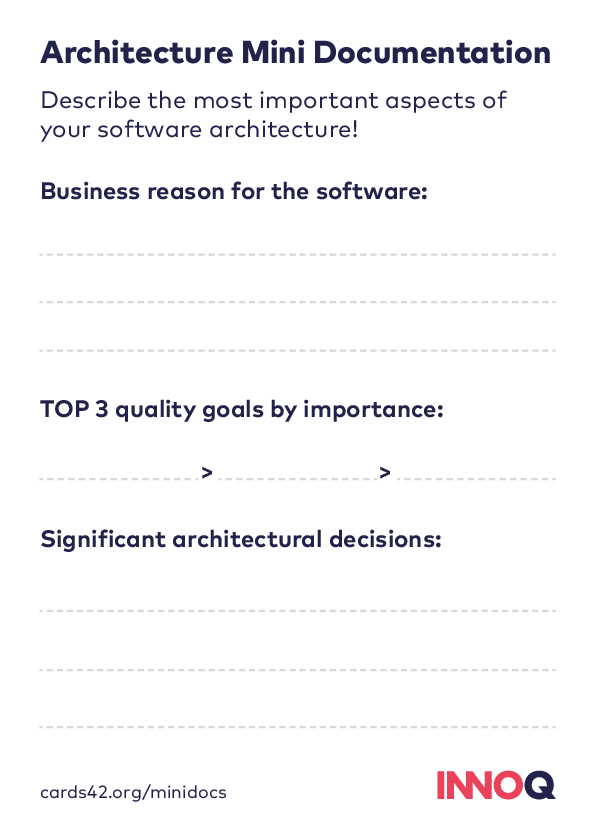 Architecture Mini Documentation
Describe the most important aspects of
your software architecture!
Business reason for the software:
TOP 3 quality goals by importance:
> >
Significant architectural decisions:
cards42.org/minidocs
INNOQ